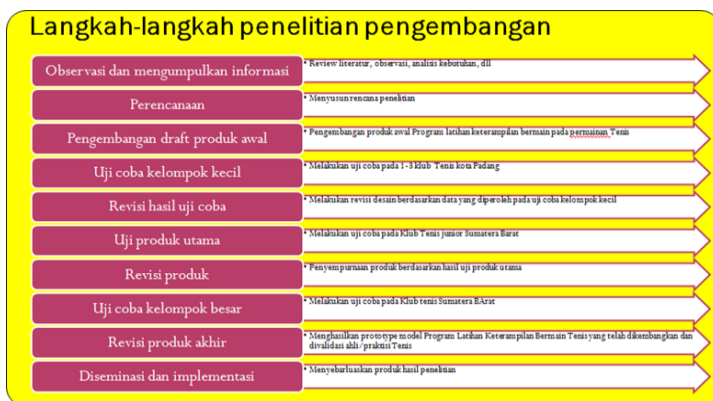 Langkah-langkah penelitian pengembangan
Observasi dan mengumpulkan informasi
• Review literatur, observasi, analisis kebutuhan, dll
Perencanaan
• Menyusun rencana penelitian
Pengembangan draft produk awal
• Pengembangan produk awal Program latihan keterampilan bermain pada permainan Tenis
Uji coba kelompok kecil
• Melakukan uji coba pada 1-3 klub Tenis kota Padang
Revisi hasil uji coba
• Melakukan revisi desain berdasarkan data yang diperoleh pada uji coba kelompok kecil
Uji produk utama
• Melakukan uji coba pada Klub Tenis junior Sumatera Barat
Revisi produk
• Penyempurnaan produk berdasarkan hasil uji produk utama
Uji coba kelompok besar
• Melakukan uji coba pada Klub tenis Sumatera BArat
Revisi produk akhir
• Menghasilkan prototype model Program Latihan Keterampilan Bermain Tenis yang telah dikembangkan dan
divalidasi ahli/praktisi Tenis
Diseminasi dan implementasi
• Menyebarluaskan produk hasil penelitian